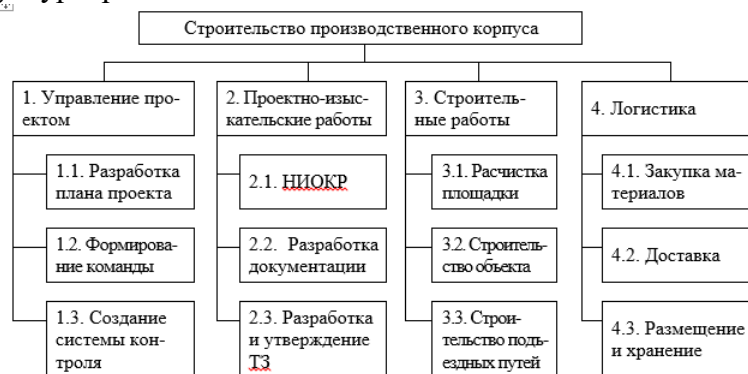 Строительство производственного корпуса
1. Управление про-
ектом
1.1. Разработка
плана проекта
1.2. Формирова-
ние команды
1.3. Создание
системы кон-
троля
2. Проектно-изыс-
кательские работы
2.1. НИОКР
2.2. Разработка
документации
2.3. Разработка
и утверждение
ТЗ
3. Строитель-
ные работы
3.1. Расчистка
площадки
3.2. Строитель-
ство объекта
3.3. Строи-
тельство подъ-
ездных путей
4. Логистика
4.1. Закупка ма-
териалов
4.2. Доставка
4.3. Размещение
и хранение